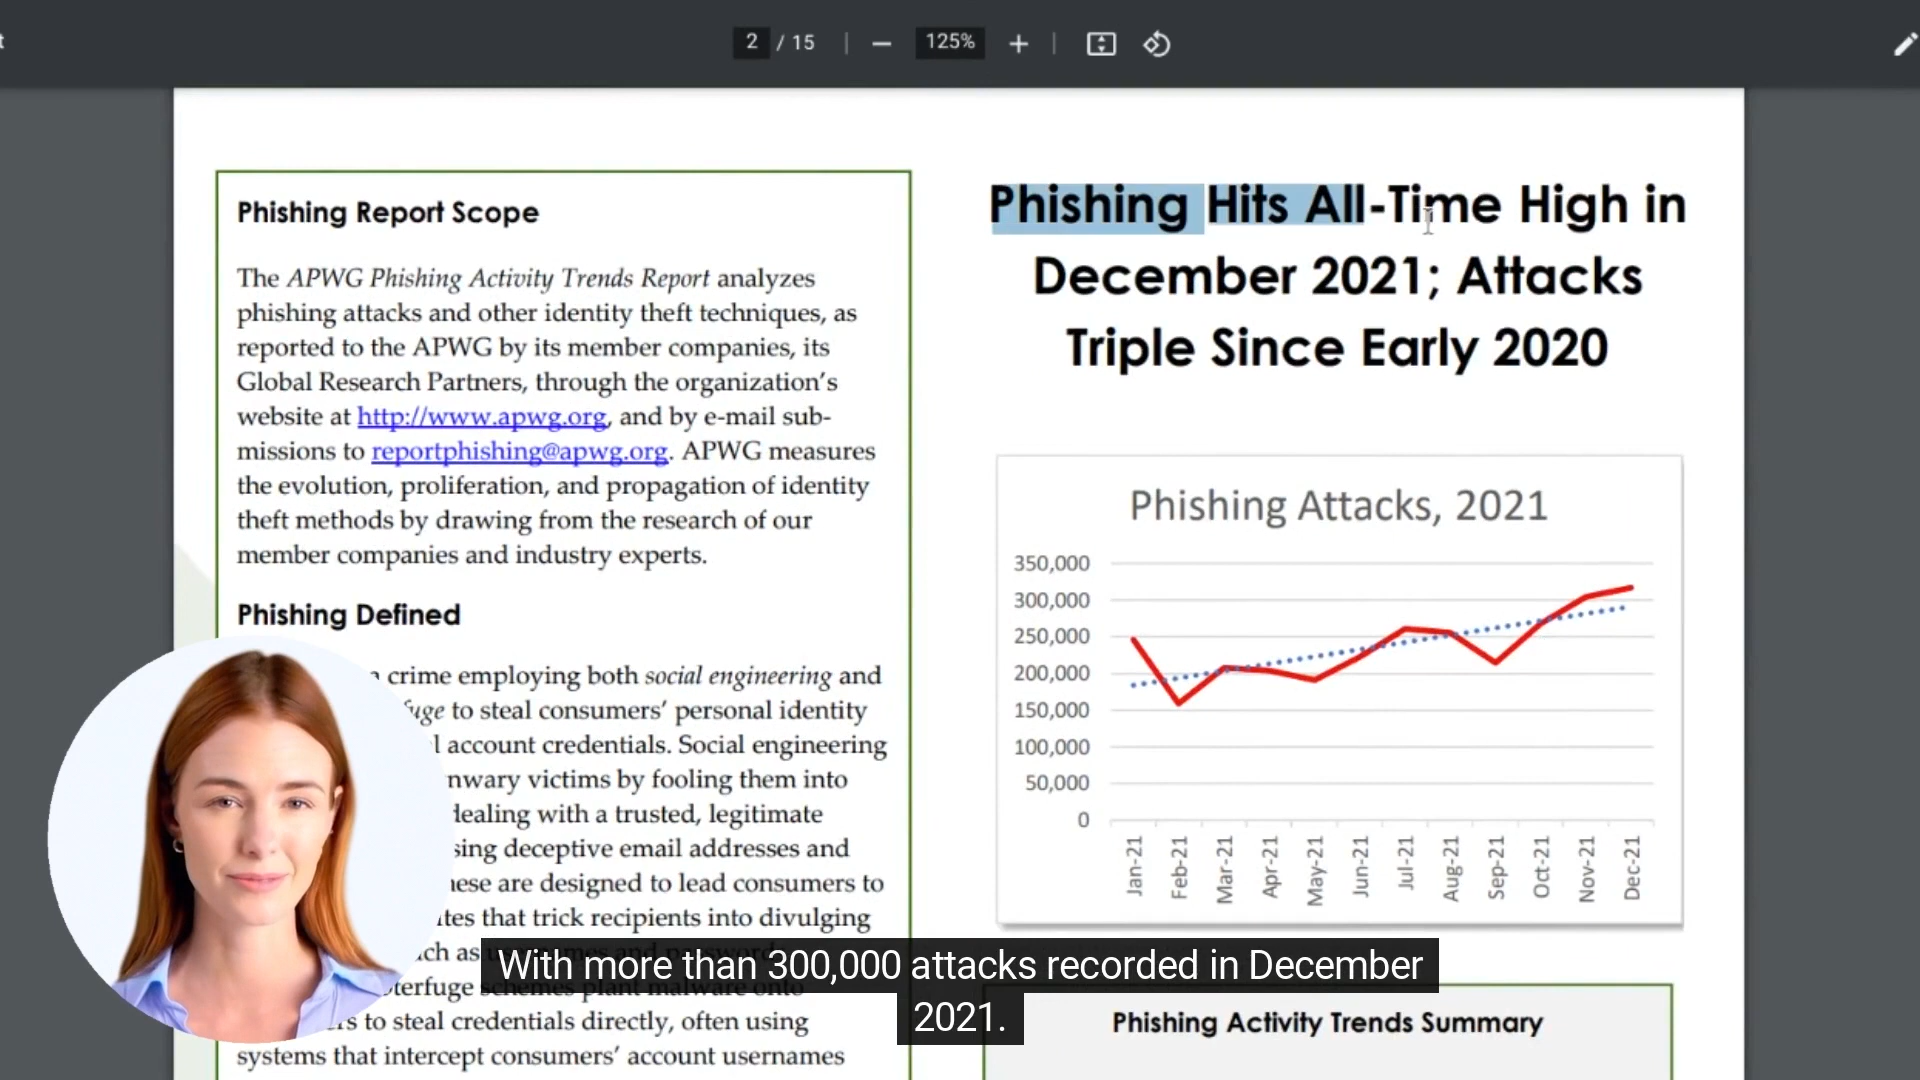 t
2 / 15
125%
Phishing Report Scope
The APWG Phishing Activity Trends Report analyzes
phishing attacks and other identity theft techniques, as
reported to the APWG by its member companies, its
Global Research Partners, through the organization’s
website at http://www.apwg.org, and by e-mail sub-
missions to reportphishing@apwg.org. APWG measures
the evolution, proliferation, and propagation of identity
theft methods by drawing from the research of our
member companies and industry experts.
Phishing Defined
crime employing both social engineering and
to steal consumers’ personal identity
account credentials. Social engineering
victims by fooling them into
dealing with a trusted, legitimate
deceptive email addresses and
are designed to lead consumers to
that trick recipients into divulging
as usernames and passwords
schemes plant malware onto
to steal credentials directly, often using
systems that intercept consumers’ account usernames
Phishing Hits All-Time High in
December 2021; Attacks
Triple Since Early 2020
Phishing Attacks, 2021
350,000
300,000
250,000
200,000
150,000
100,000
50,000
0
Jan-21
Feb-21
Mar-21
Apr-21
May-21
Jun-21
Jul-21
Aug-21
Sep-21
Oct-21
Nov-21
Dec-21
Phishing Activity Trends Summary
With more than 300,000 attacks recorded in December
2021.